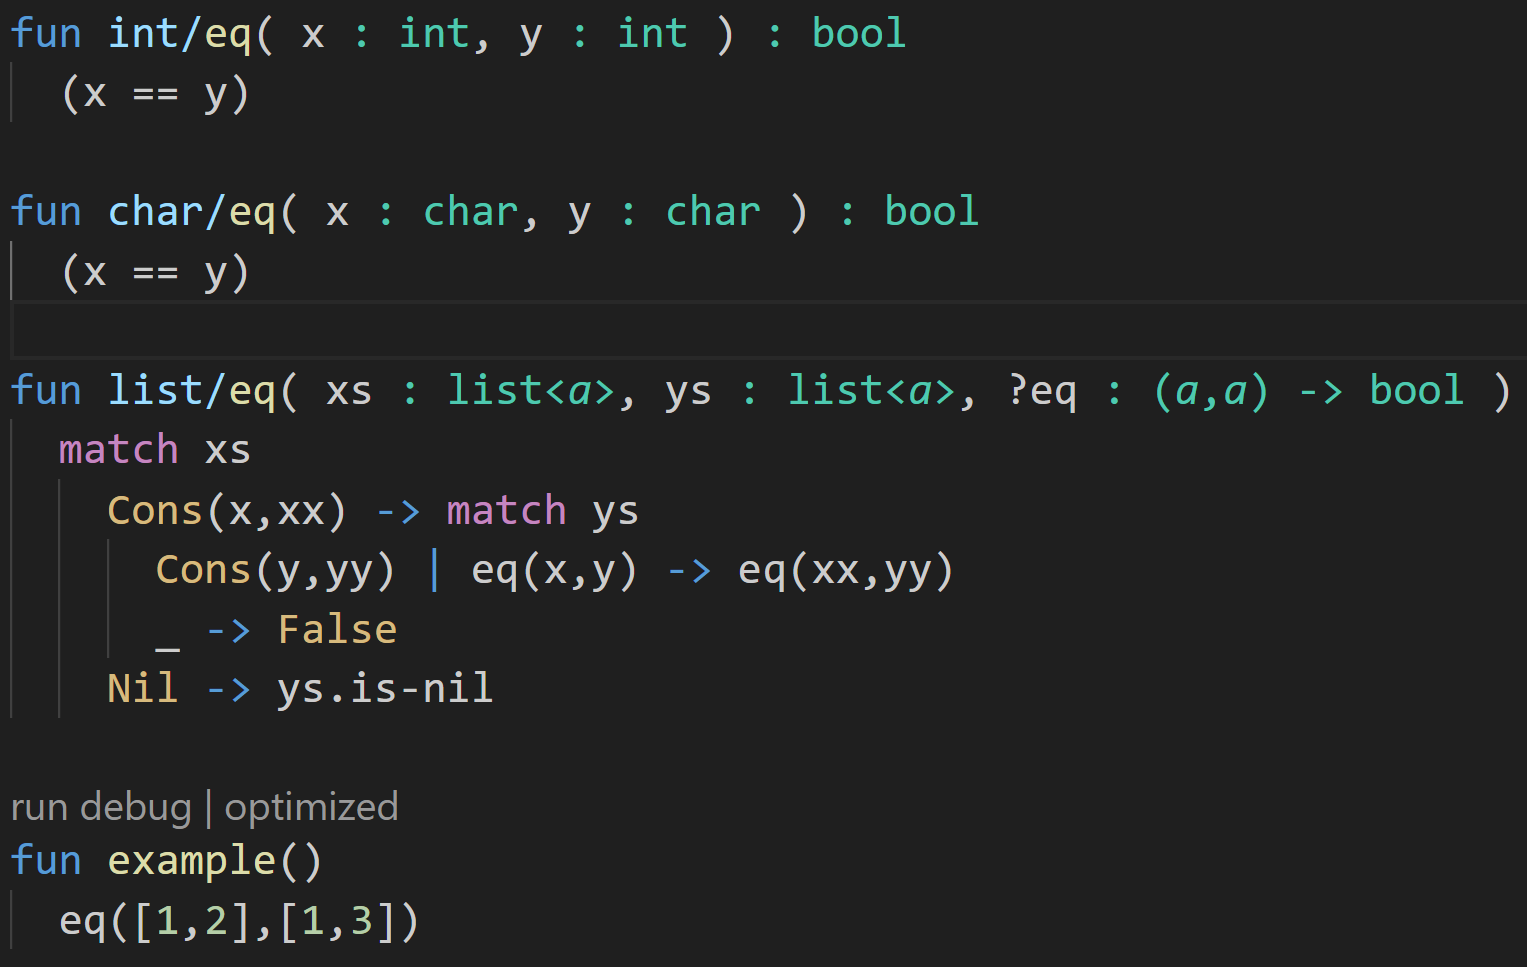 fun int/eq( x : int, y : int ) : bool
  (x == y)
fun char/eq( x : char, y : char ) : bool
  (x == y)
fun list/eq( xs : list<a>, ys : list<a>, ?eq : (a,a) -> bool )
  match xs
    Cons(x,xx) -> match ys
      Cons(y,yy) | eq(x,y) -> eq(xx,yy)
      _ -> False
    Nil -> ys.is-nil
run debug | optimized
fun example()
  eq([1,2],[1,3])